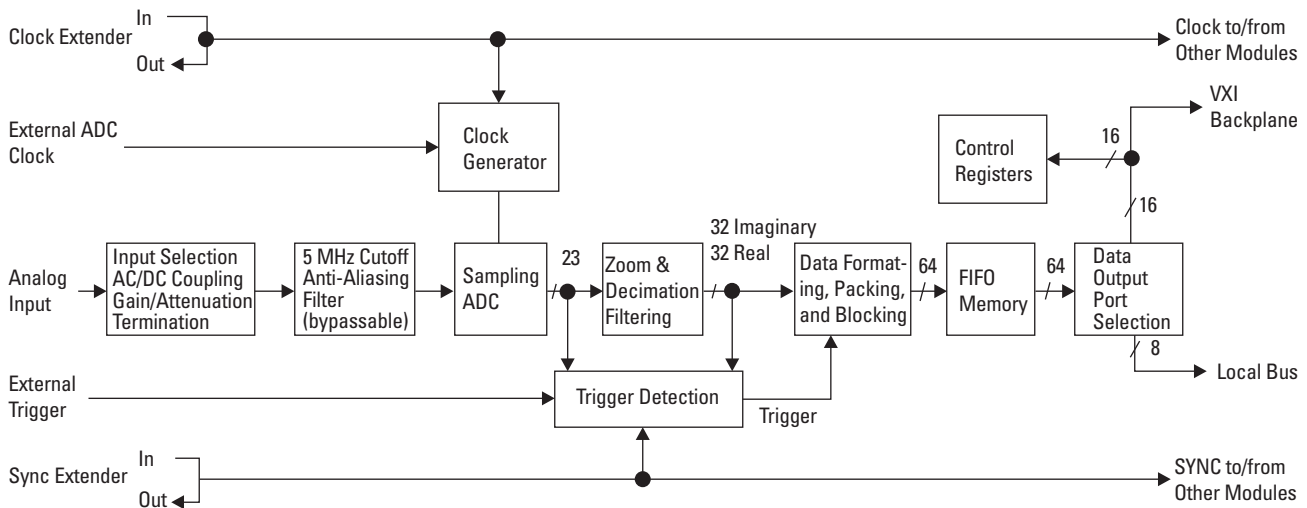 In
Clock Extender
Out
Clock to/from
Other Modules
VXI
Backplane
External ADC
Clock
Clock
Generator
Control
Registers
16
16
Analog
Input
Input Selection
AC/DC Coupling
Gain/Attenuation
Termination
5 MHz Cutoff
Anti-Aliasing
Filter
(bypassable)
Sampling
ADC
23
Zoom &
Decimation
Filtering
32 Imaginary
32 Real
Data Format-
ing, Packing,
and Blocking
64
FIFO
Memory
64
Data
Output
Port
Selection
8
Local Bus
External
Trigger
Trigger Detection
Trigger
In
Sync Extender
Out
SYNC to/from
Other Modules